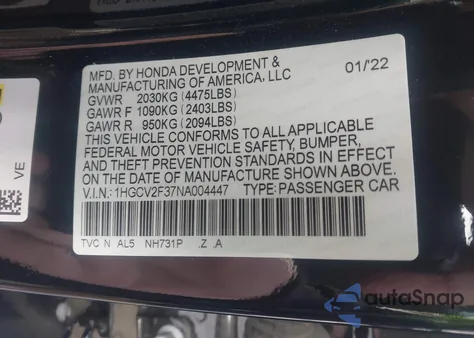 MFD. BY HONDA DEVELOPMENT & 01/22
MANUFACTURING OF AMERICA, LLC
GVWR 2030KG (4475LBS)
GAWR F 1090KG (2403LBS)
GAWR R 950KG (2094LBS)
THIS VEHICLE CONFORMS TO ALL APPLICABLE
FEDERAL MOTOR VEHICLE SAFETY, BUMPER,
AND THEFT PREVENTION STANDARDS IN EFFECT
ON THE DATE OF MANUFACTURE SHOWN ABOVE.
V.I.N.: 1HGCV2F37NA004447 TYPE: PASSENGER CAR
TVC N AL5 NH731P .Z .A
VE
autoSnap